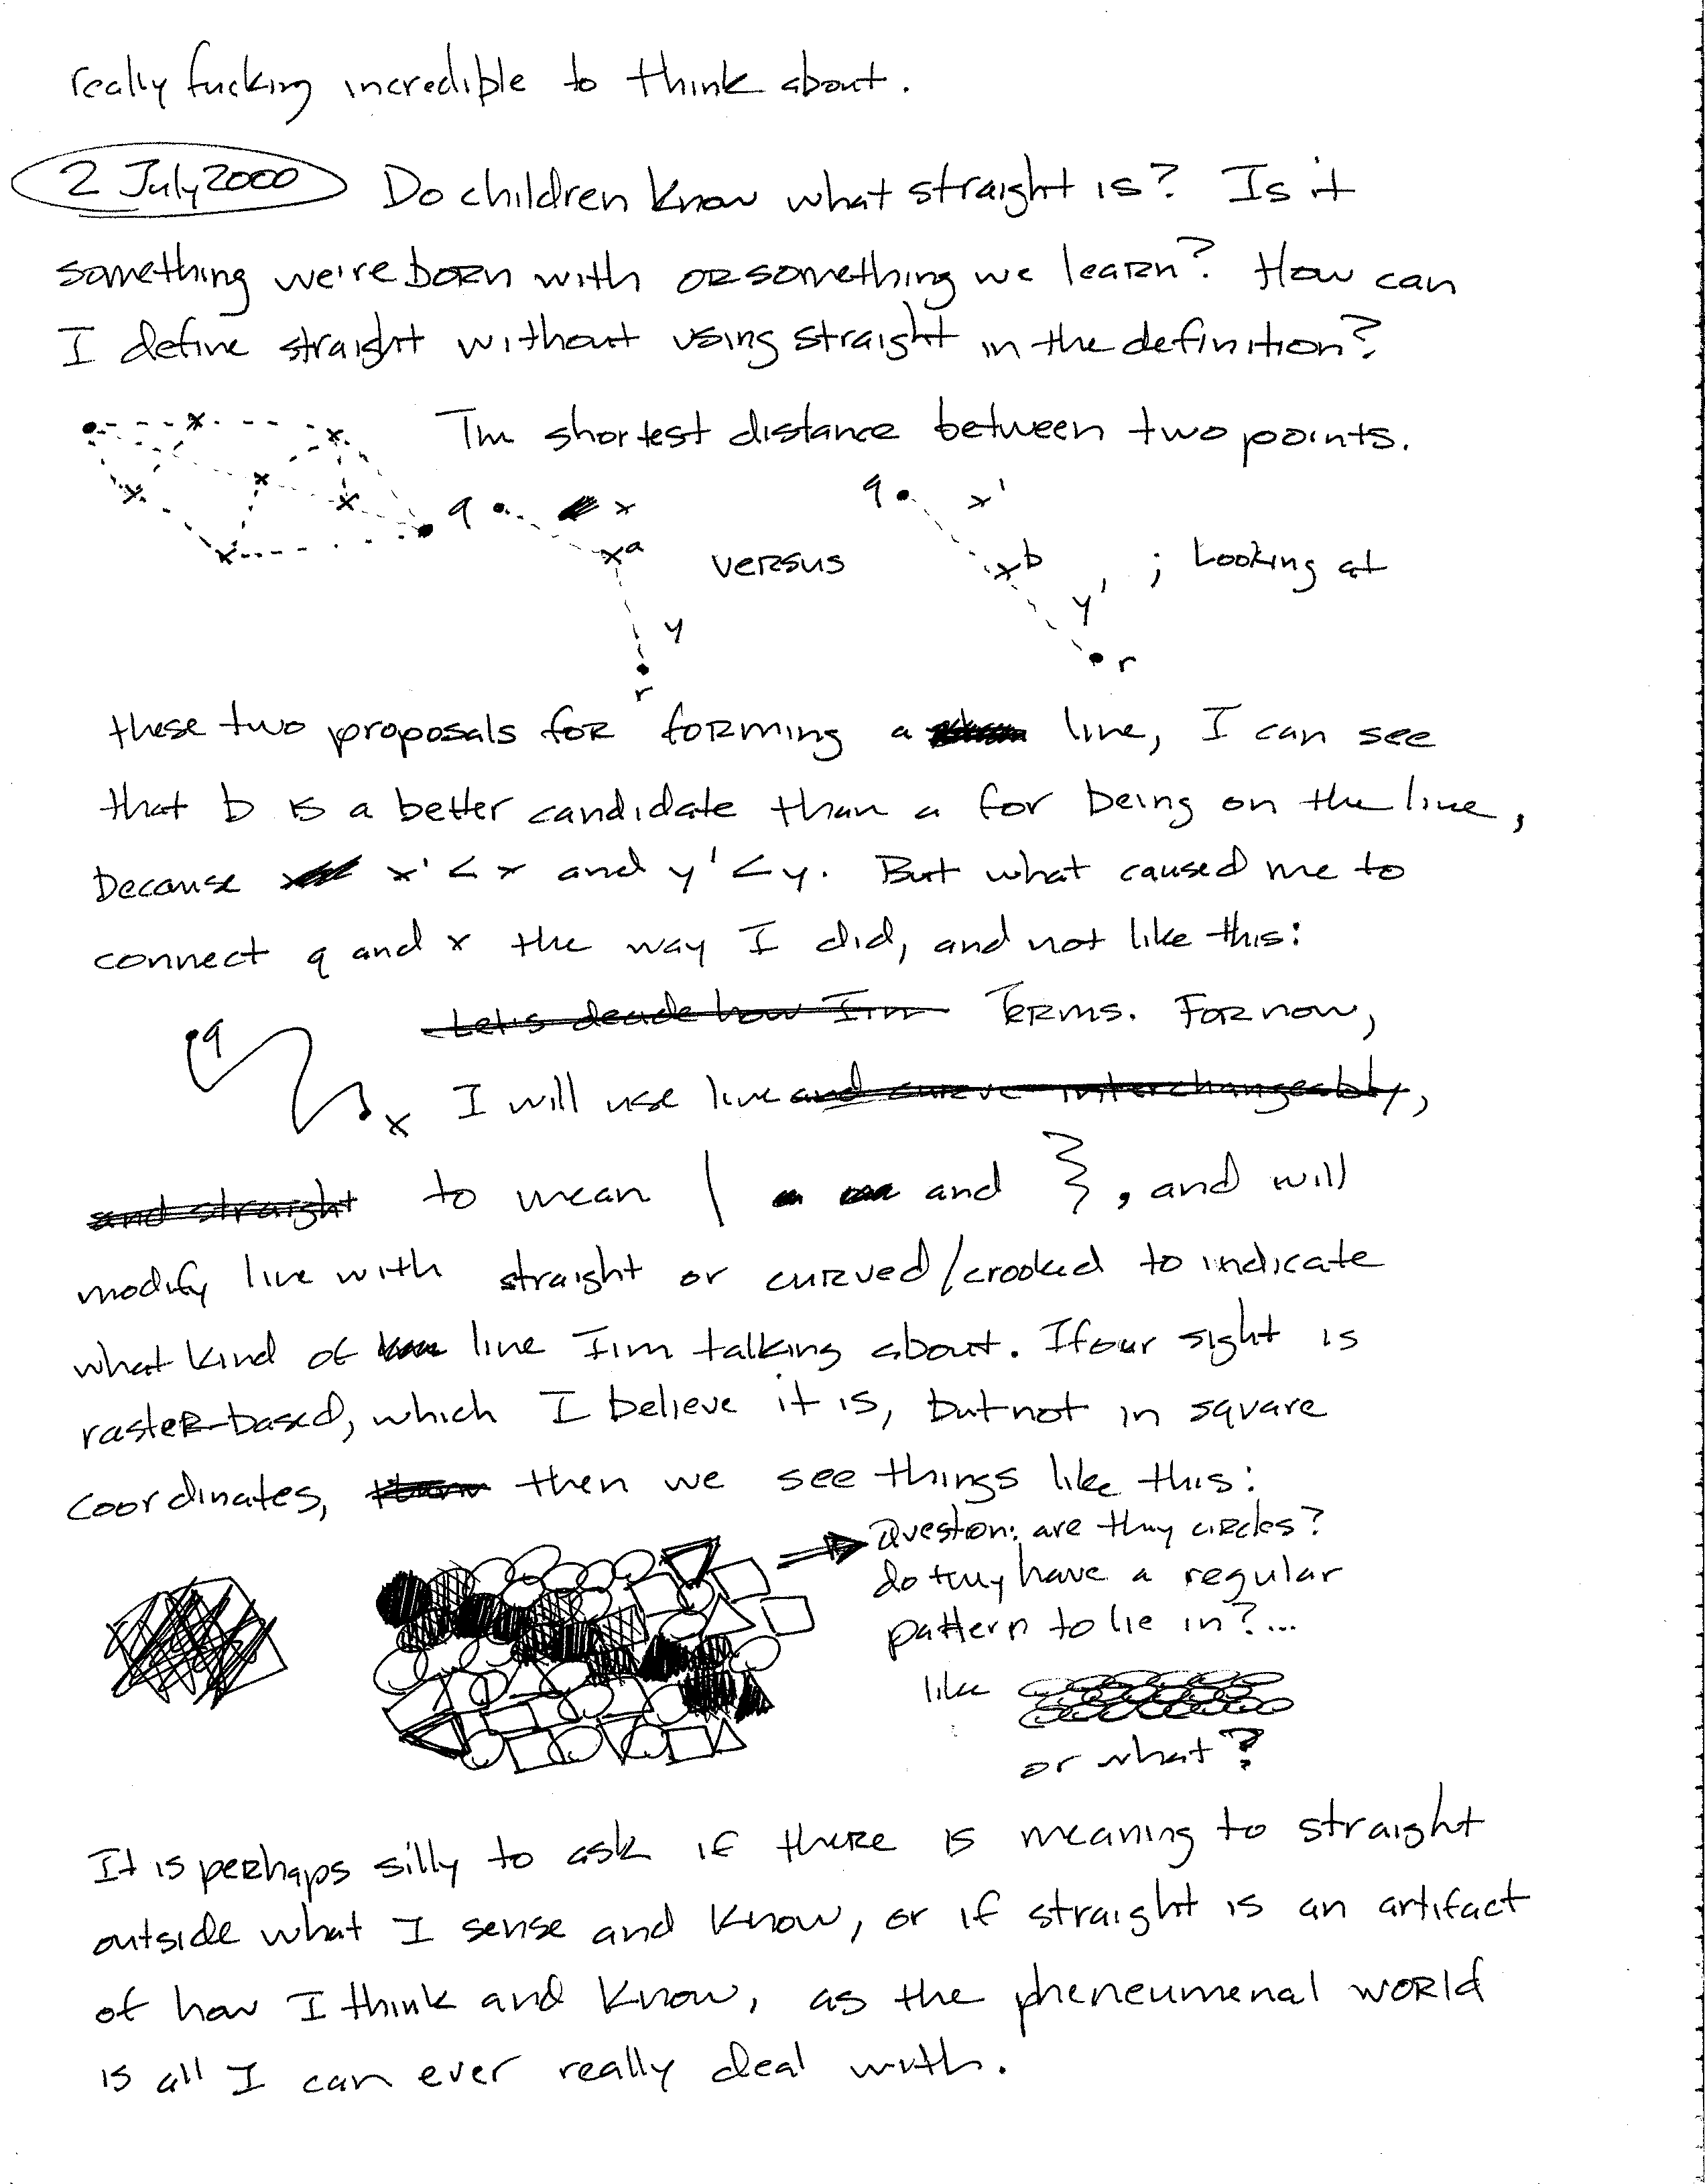 really fucking incredible to think about.
2 July 2000 Do children know what straight is? Is it
something we're born with or something we learn? How can
I define straight without using straight in the definition?
The shortest distance between two points.
q x
a
versus
y
r
q x'
b
y'
r
; Looking at
these two proposals for forming a line, I can see
that b is a better candidate than a for being on the line,
because x' < x and y' < y. But what caused me to
connect q and x the way I did, and not like this:
q
x
Let's decide how I'm Terms. For now,
I will use line and curve interchangeably,
and straight to mean | and }, and will
modify line with straight or curved/crooked to indicate
what kind of line I'm talking about. If our sight is
raster-based, which I believe it is, but not in square
coordinates, then we see things like this:
Question: are they circles?
do they have a regular
pattern to lie in?...
like
or what?
It is perhaps silly to ask if there is meaning to straight
outside what I sense and know, or if straight is an artifact
of how I think and know, as the pheneumenal world
is all I can ever really deal with.